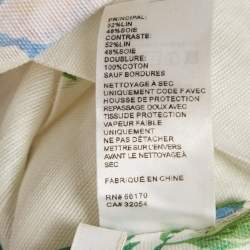 PRINCIPAL:
52%LIN
48%SOIE
CONTRASTE:
52%LIN
48%SOIE
DOUBLURE:
100%COTON
SAUF BORDURES
NETTOYAGE À SEC
UNIQUEMENT CODE F AVEC
HOUSSE DE PROTECTION
REPASSAGE DOUX AVEC
TISSU DE PROTECTION
VAPEUR FAIBLE
UNIQUEMENT
NE PAS DÉTACHER
METTRE SUR L'ENVERS
AVANT LE NETTOYAGE À
SEC
FABRIQUÉ EN CHINE
RN# 66170
CA# 32054